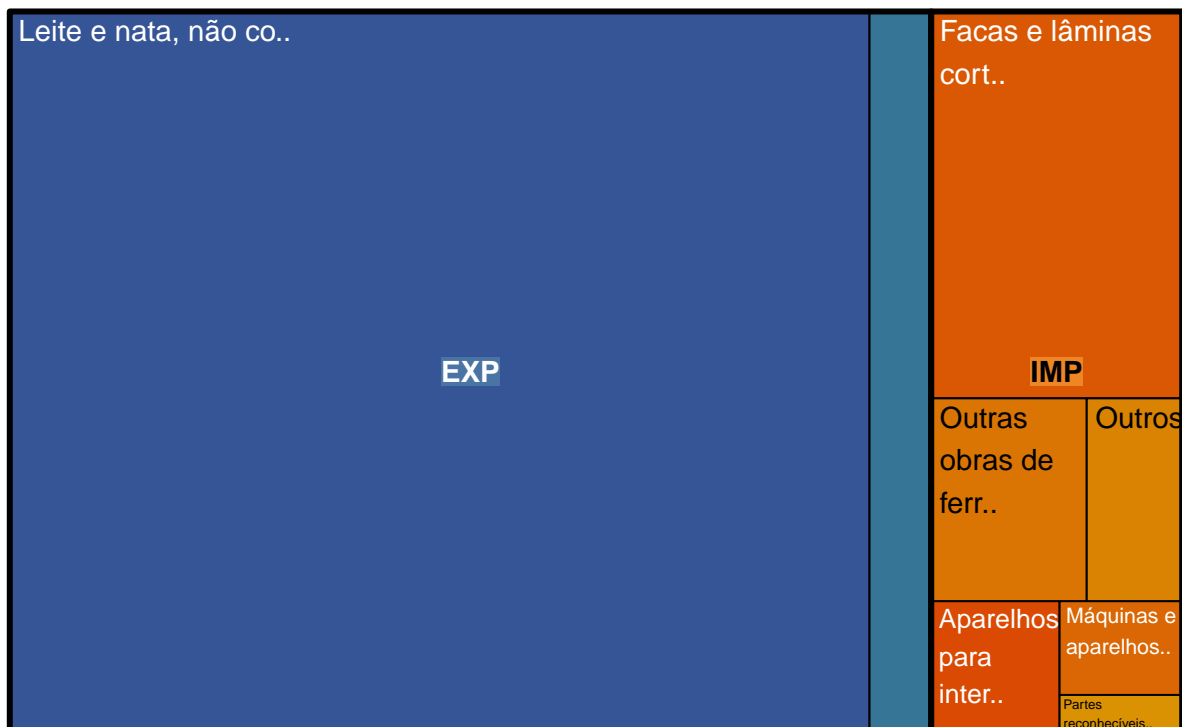 Leite e nata, não co..
EXP
Facas e lâminas
cort..
IMP
Outras
obras de
ferr..
Outros
Aparelhos
para
inter..
Máquinas e
aparelhos..
Partes
reconhecíveis..